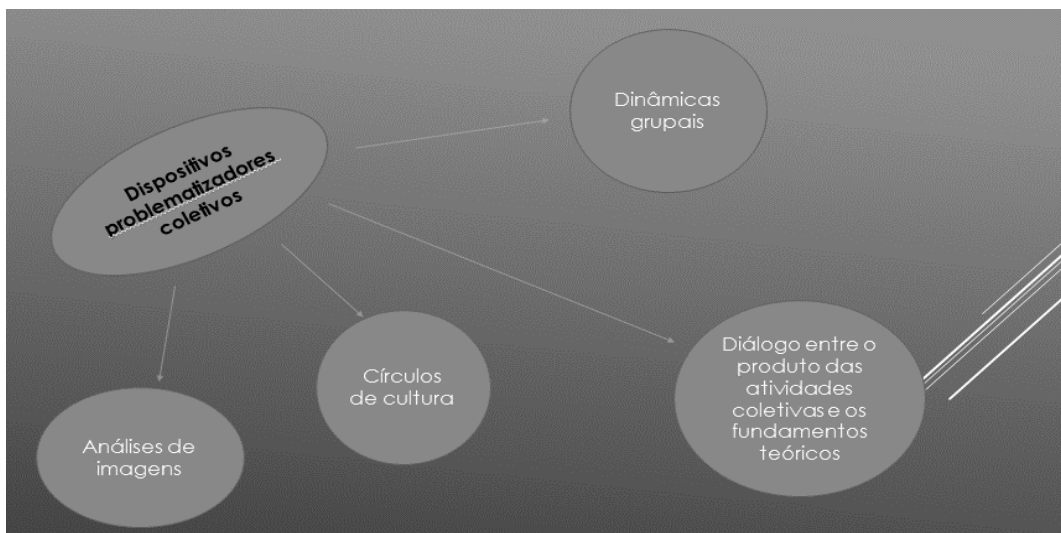 Dinâmicas
grupais
Dispositivos
problematizadores
coletivos
Círculos
de cultura
Diálogo entre o
produto das
atividades
coletivas e os
fundamentos
teóricos
Análises de
imagens